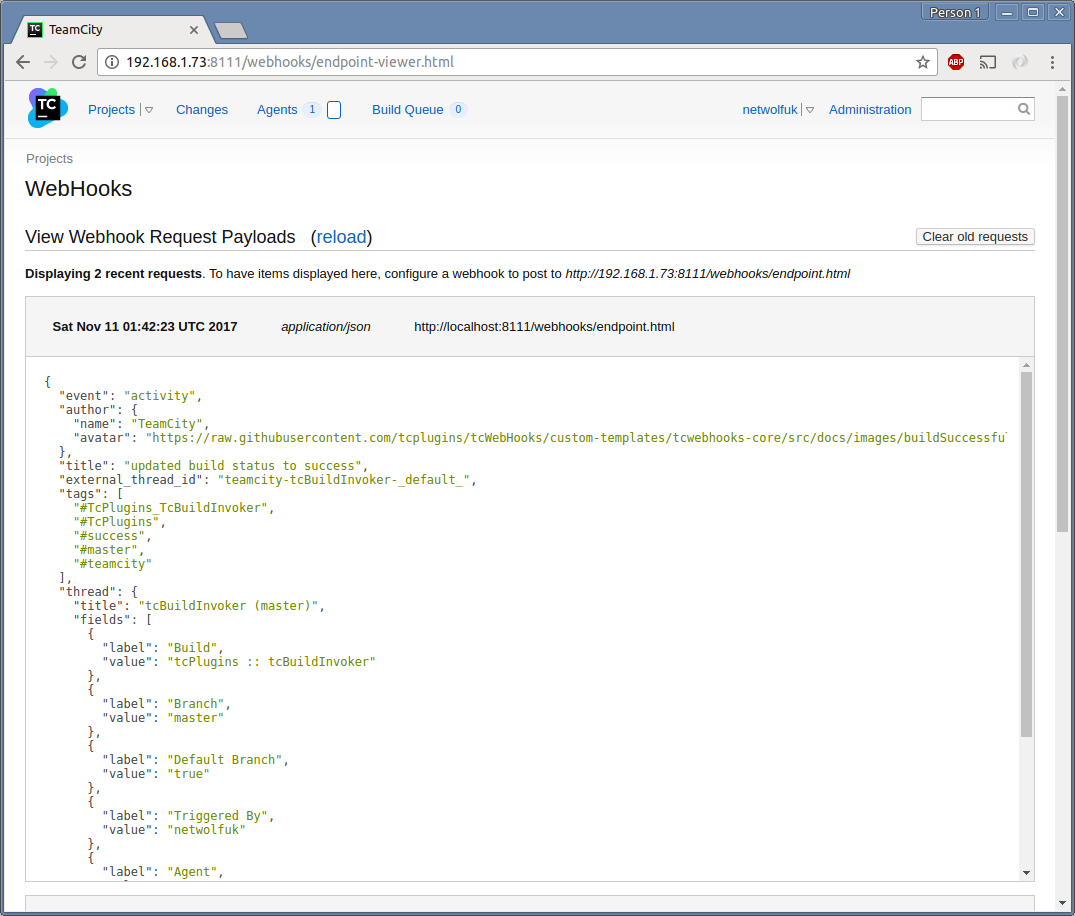 Person 1
TC TeamCity
192.168.1.73:8111/webhooks/endpoint-viewer.html
ABP
TC Projects Changes Agents 1 Build Queue 0 netwolfuk Administration
Projects
WebHooks
View Webhook Request Payloads (reload) Clear old requests
Displaying 2 recent requests. To have items displayed here, configure a webhook to post to http://192.168.1.73:8111/webhooks/endpoint.html
Sat Nov 11 01:42:23 UTC 2017 application/json http://localhost:8111/webhooks/endpoint.html
{
"event": "activity",
"author": {
"name": "TeamCity",
"avatar": "https://raw.githubusercontent.com/tcplugins/tcWebHooks/custom-templates/tcwebhooks-core/src/docs/images/buildSuccessful
},
"title": "updated build status to success",
"external_thread_id": "teamcity-tcBuildInvoker-_default_",
"tags": [
"#TcPlugins_TcBuildInvoker",
"#TcPlugins",
"#success",
"#master",
"#teamcity"
],
"thread": {
"title": "tcBuildInvoker (master)",
"fields": [
{
"label": "Build",
"value": "tcPlugins :: tcBuildInvoker"
},
{
"label": "Branch",
"value": "master"
},
{
"label": "Default Branch",
"value": "true"
},
{
"label": "Triggered By",
"value": "netwolfuk"
},
{
"label": "Agent",